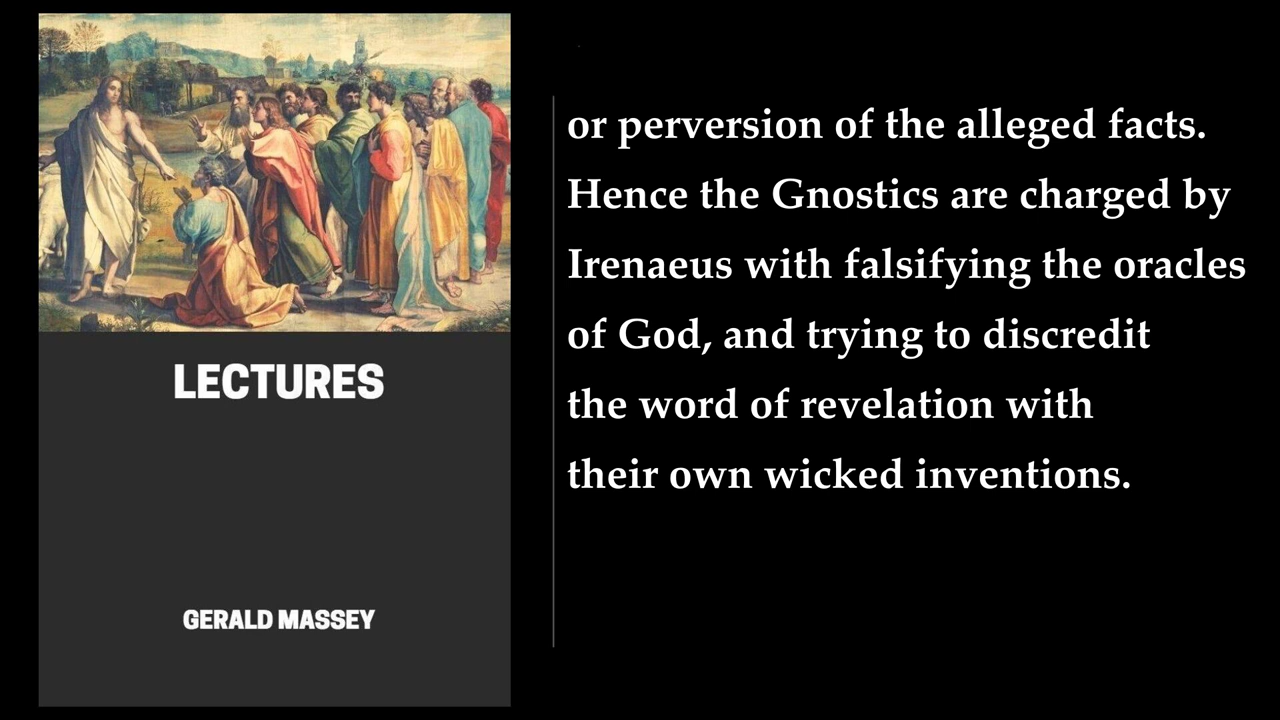 LECTURES
GERALD MASSEY
or perversion of the alleged facts.
Hence the Gnostics are charged by
Irenaeus with falsifying the oracles
of God, and trying to discredit
the word of revelation with
their own wicked inventions.